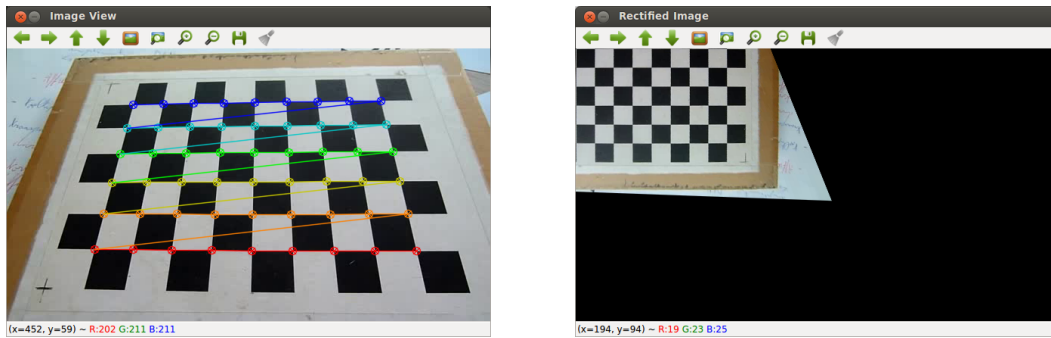 Image View
Rectified Image
(x=452, y=59) ~ R:202 G:211 B:211
(x=194, y=94) ~ R:19 G:23 B:25